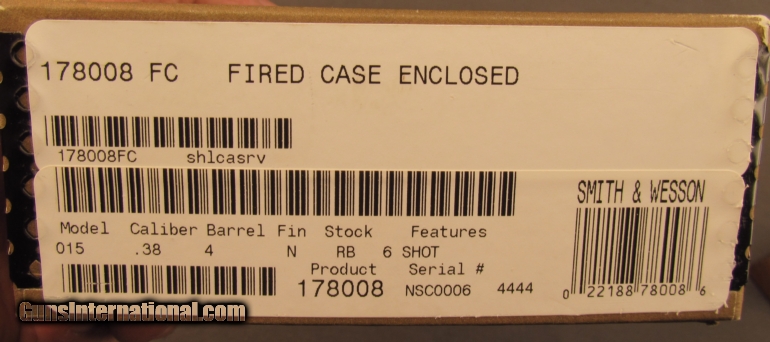 178008 FC FIRED CASE ENCLOSED
178008FC shlcasrv
SMITH & WESSON
Model Caliber Barrel Fin Stock Features
015 .38 4 N RB 6 SHOT
Product Serial #
178008 NSC0006 4444
0 22188 78008 6
GunsInternational.com